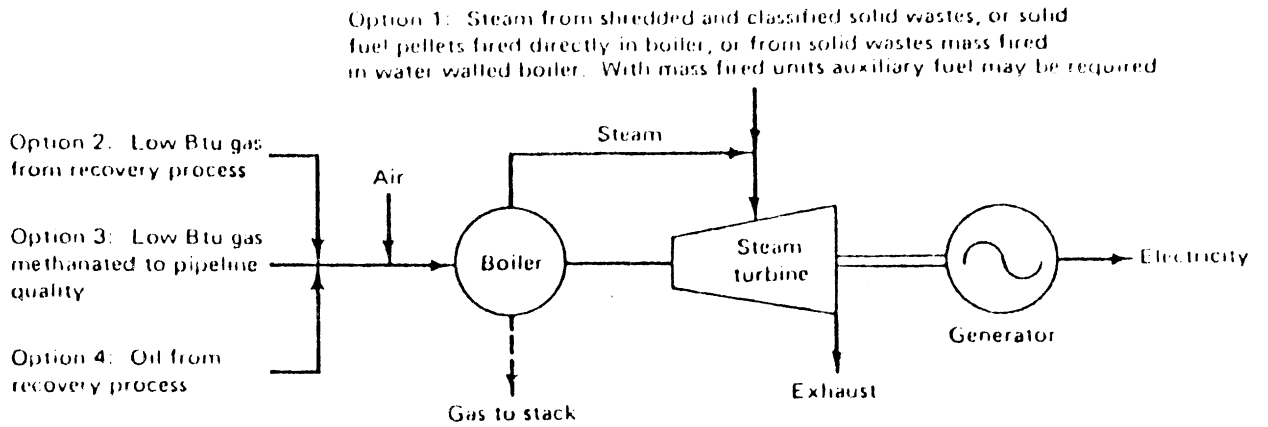 Option 1: Steam from shredded and classified solid wastes, or solid
fuel pellets fired directly in boiler, or from solid wastes mass fired
in water walled boiler. With mass fired units auxiliary fuel may be required
Steam
Option 2. Low Btu gas
from recovery process
Air
Option 3: Low Btu gas
methanated to pipeline
quality
Boiler
Steam
turbine
Electricity
Generator
Option 4: Oil from
recovery process
Exhaust
Gas to stack